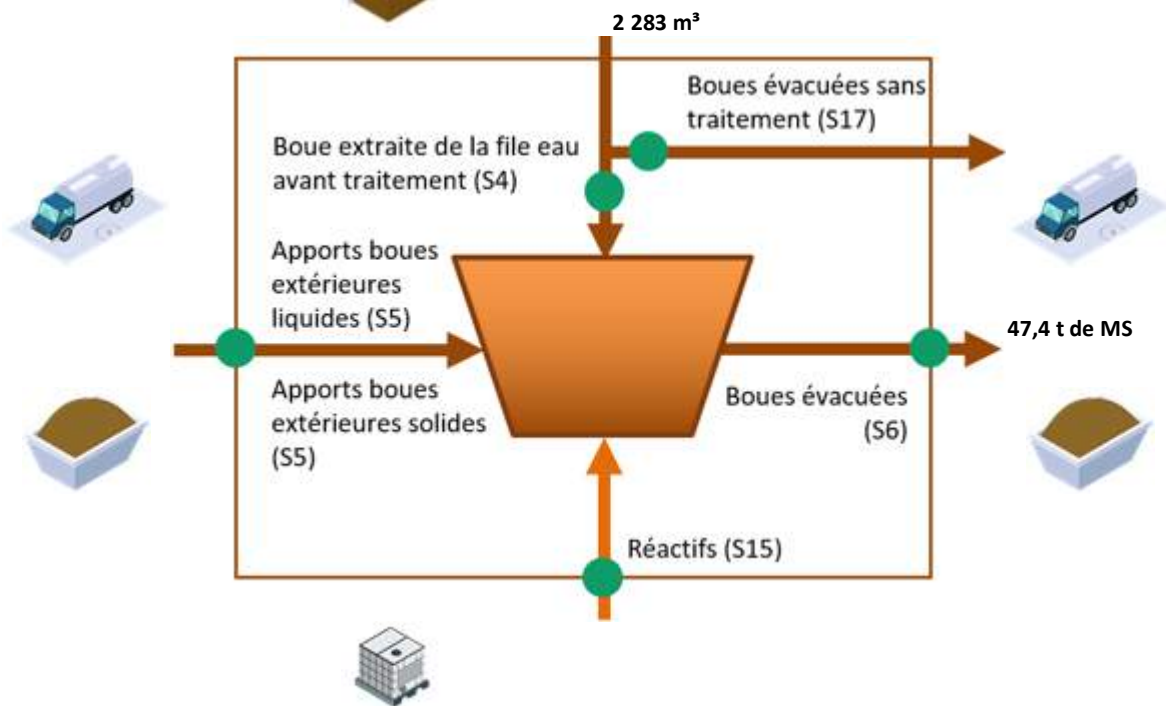 2 283 m³
Boues évacuées sans
traitement (S17)
Boue extraite de la file eau
avant traitement (S4)
Apports boues
extérieures
liquides (S5)
47,4 t de MS
Apports boues
extérieures solides
(S5)
Boues évacuées
(S6)
Réactifs (S15)